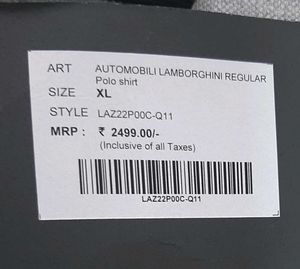 ART AUTOMOBILI LAMBORGHINI REGULAR
Polo shirt
SIZE XL
STYLE LAZ22P00C-Q11
MRP : ₹ 2499.00/-
(Inclusive of all Taxes)
LAZ22P00C-Q11